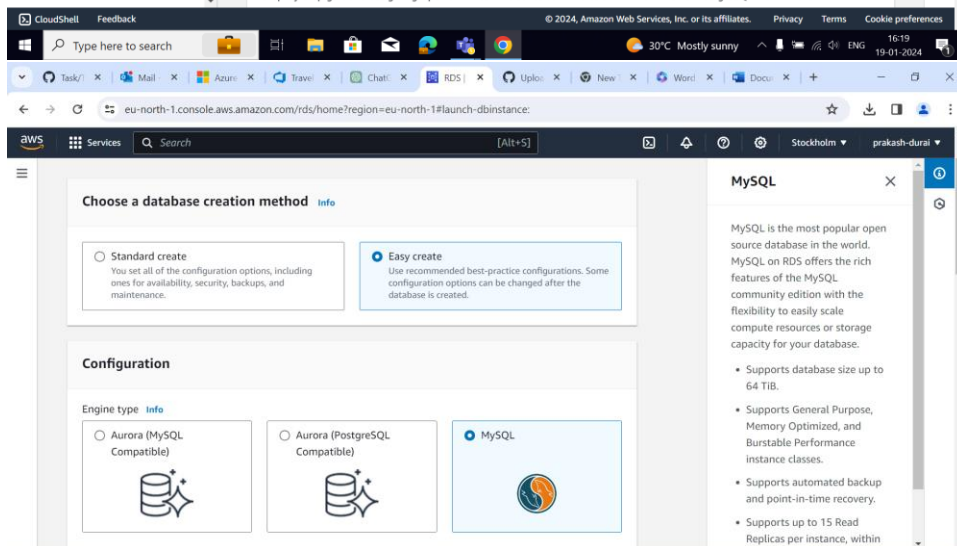 CloudShell Feedback © 2024, Amazon Web Services, Inc. or its affiliates. Privacy Terms Cookie preferences
Type here to search 30°C Mostly sunny ENG 16:19
19-01-2024
Task/ Mail Azure Travel Chat RDS | Uplo New Word Docu
eu-north-1.console.aws.amazon.com/rds/home?region=eu-north-1#launch-dbinstance:
aws Services Search [Alt+S] Stockholm prakash-durai
Choose a database creation method Info
Standard create
You set all of the configuration options, including
ones for availability, security, backups, and
maintenance.
Easy create
Use recommended best-practice configurations. Some
configuration options can be changed after the
database is created.
Configuration
Engine type Info
Aurora (MySQL
Compatible)
Aurora (PostgreSQL
Compatible)
MySQL
MySQL
MySQL is the most popular open
source database in the world.
MySQL on RDS offers the rich
features of the MySQL
community edition with the
flexibility to easily scale
compute resources or storage
capacity for your database.
• Supports database size up to
64 TiB.
• Supports General Purpose,
Memory Optimized, and
Burstable Performance
instance classes.
• Supports automated backup
and point-in-time recovery.
• Supports up to 15 Read
Replicas per instance, within